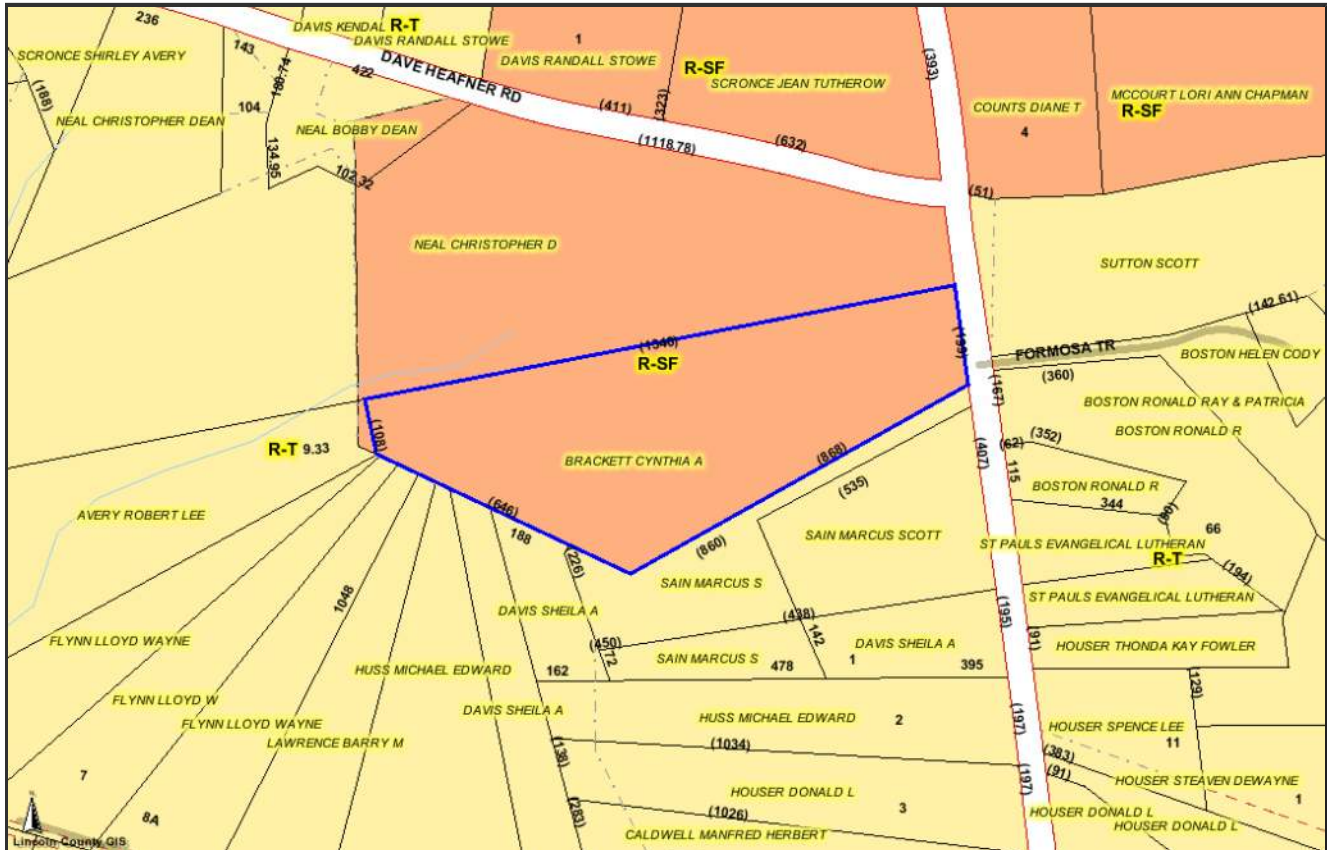 236
DAVIS KENDAL
R-T
DAVIS RANDALL STOWE
1
DAVIS RANDALL STOWE
SCRONCE SHIRLEY AVERY
143
180.74
422
DAVE HEAFNER RD
R-SF
SCRONCE JEAN TUTHEROW
(393)
MCCOURT LORI ANN CHAPMAN
R-SF
COUNTS DIANE T
4
(188)
NEAL CHRISTOPHER DEAN
104
NEAL BOBBY DEAN
134.95
102.32
(411)
(323)
(1118.78)
(632)
(51)
NEAL CHRISTOPHER D
SUTTON SCOTT
(142.61)
(1340)
R-SF
(199)
FORMOSA TR
(360)
(167)
BOSTON HELEN CODY
BOSTON RONALD RAY & PATRICIA
BOSTON RONALD R
(108)
R-T
9.33
BRACKETT CYNTHIA A
(868)
(407)
(62)
(352)
115
BOSTON RONALD R
344
(80)
66
AVERY ROBERT LEE
(646)
188
(535)
(860)
SAIN MARCUS SCOTT
ST PAULS EVANGELICAL LUTHERAN
R-T
(194)
(226)
SAIN MARCUS S
1048
DAVIS SHEILA A
(438)
(195)
ST PAULS EVANGELICAL LUTHERAN
FLYNN LLOYD WAYNE
(450)
72
142
DAVIS SHEILA A
(91)
HOUSER THONDA KAY FOWLER
HUSS MICHAEL EDWARD
162
SAIN MARCUS S
478
1
395
(129)
FLYNN LLOYD W
DAVIS SHEILA A
HUSS MICHAEL EDWARD
2
(197)
HOUSER SPENCE LEE
FLYNN LLOYD WAYNE
LAWRENCE BARRY M
(138)
(1034)
(383)
11
7
(197)
(91)
HOUSER STEAVEN DEWAYNE
1
8A
(283)
HOUSER DONALD L
3
(1026)
HOUSER DONALD L
HOUSER DONALD L
CALDWELL MANFRED HERBERT
N
Lincoln County GIS